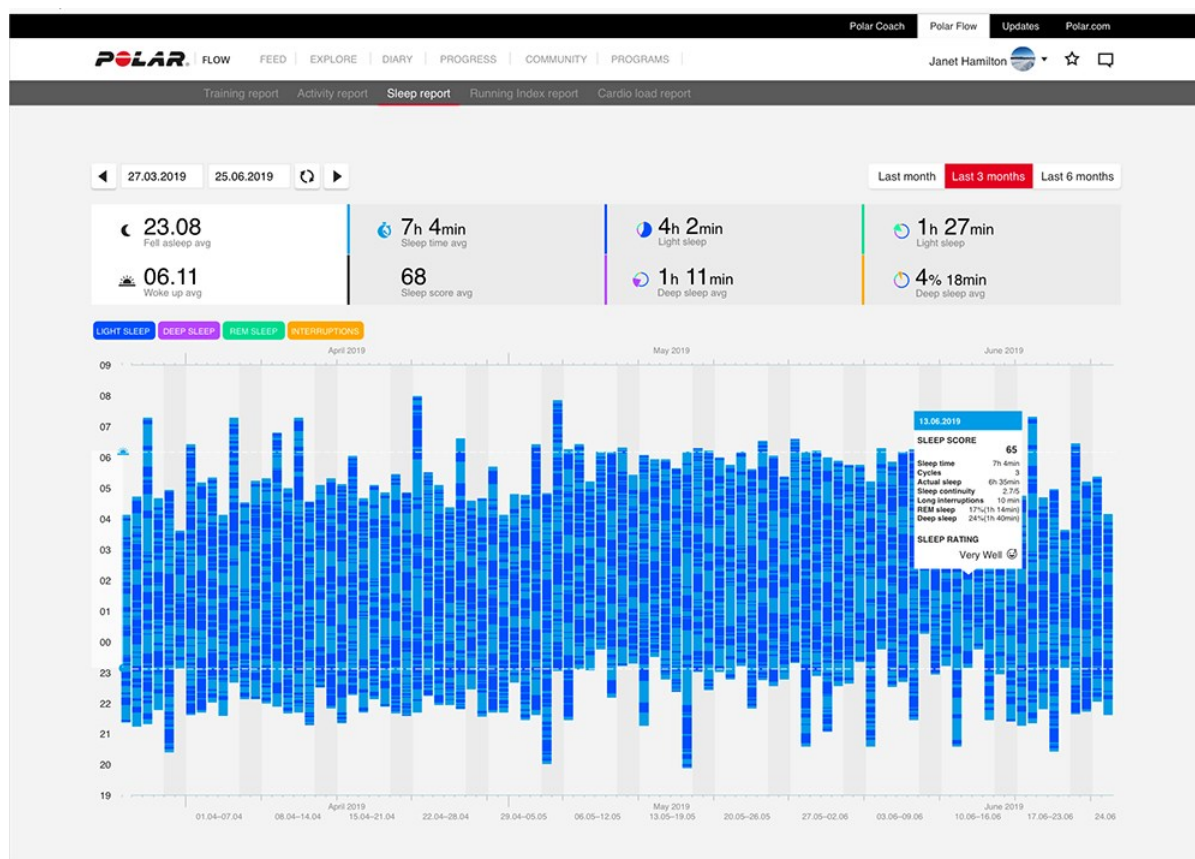 Polar Coach Polar Flow Updates Polar.com
POLAR. FLOW FEED EXPLORE DIARY PROGRESS COMMUNITY PROGRAMS Janet Hamilton
Training report Activity report Sleep report Running Index report Cardio load report
27.03.2019 25.06.2019 Last month Last 3 months Last 6 months
23.08 7h 4min 4h 2min 1h 27min
Fell asleep avg Sleep time avg Light sleep Light sleep
06.11 68 1h 11min 4% 18min
Woke up avg Sleep score avg Deep sleep avg Deep sleep avg
LIGHT SLEEP DEEP SLEEP REM SLEEP INTERRUPTIONS
April 2019 May 2019 June 2019
09
08
07
06
05
04
03
02
01
00
23
22
21
20
19
13.06.2019
SLEEP SCORE
65
Sleep time 7h 4min
Cycles 3
Actual sleep 6h 35min
Sleep continuity 2,7/5
Long interruptions 10 min
REM sleep 17%(1h 14min)
Deep sleep 24%(1h 40min)
SLEEP RATING
Very Well
April 2019 May 2019 June 2019
01.04–07.04 08.04–14.04 15.04–21.04 22.04–28.04 29.04–05.05 06.05–12.05 13.05–19.05 20.05–26.05 27.05–02.06 03.06–09.06 10.06–16.06 17.06–23.06 24.06